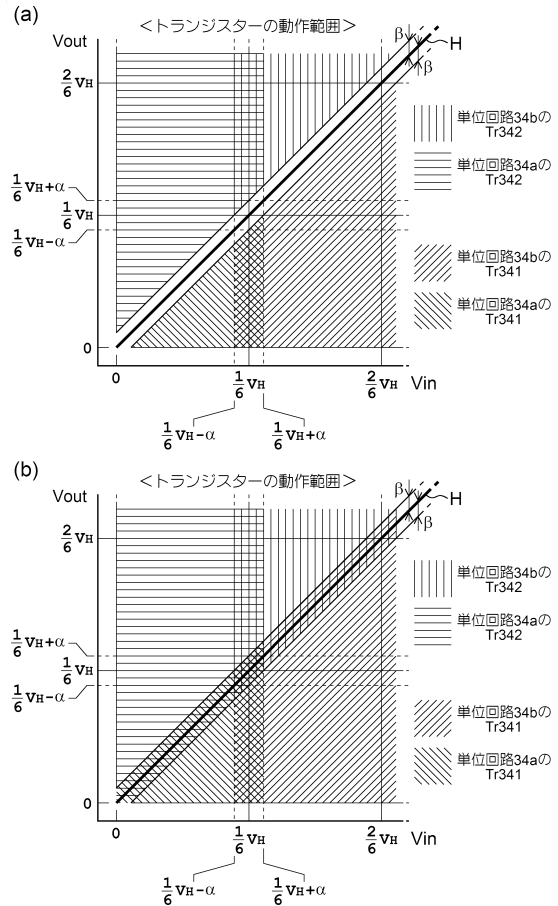 (a)
<トランジスターの動作範囲>
Vout
β
H
β
2/6 VH
単位回路34bの
Tr342
単位回路34aの
Tr342
1/6 VH+α
1/6 VH
1/6 VH−α
単位回路34bの
Tr341
単位回路34aの
Tr341
0
0
1/6 VH
2/6 VH
Vin
1/6 VH−α
1/6 VH+α
(b)
<トランジスターの動作範囲>
Vout
β
H
β
2/6 VH
単位回路34bの
Tr342
単位回路34aの
Tr342
1/6 VH+α
1/6 VH
1/6 VH−α
単位回路34bの
Tr341
単位回路34aの
Tr341
0
0
1/6 VH
2/6 VH
Vin
1/6 VH−α
1/6 VH+α